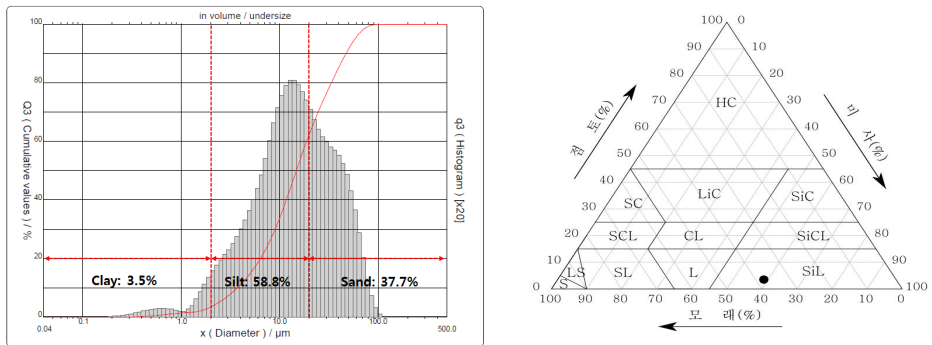 in volume / undersize
100
80
60
40
20
0
Q3 ( Cumulative values ) / %
q3 ( Histogram ) [x20]
Clay: 3.5%
Silt: 58.8%
Sand: 37.7%
0.04
0.1
1.0
10.0
100.0
500.0
x ( Diameter ) / µm
100 0
90 10
80 20
HC
70 30
점 토(%)
미 사(%)
60 40
50 50
40 60
SC LiC SiC
30 70
20 SCL CL SiCL 80
10 LS SL L SiL 90
S
0 100
100 90 80 70 60 50 40 30 20 10 0
모 래(%)